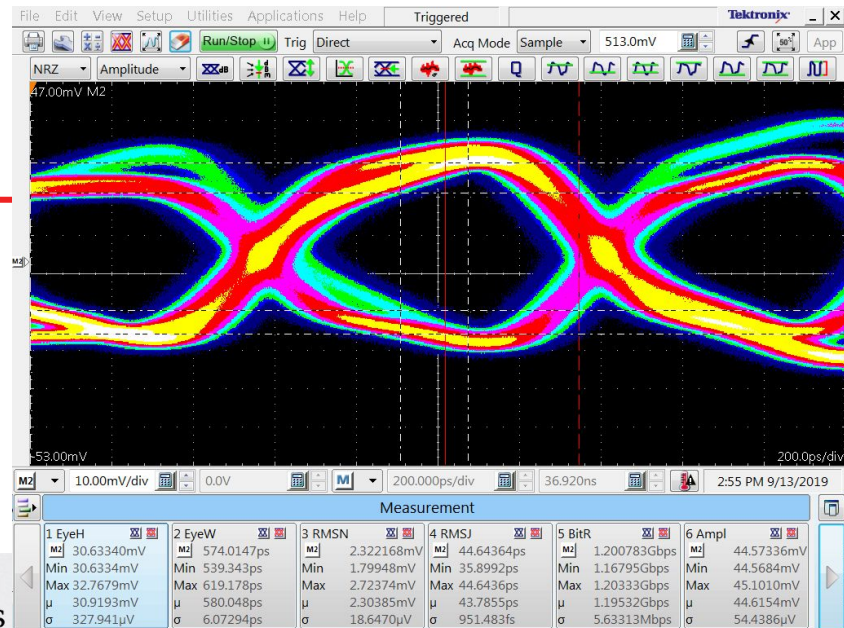 File Edit View Setup Utilities Applications Help Triggered Tektronix
Run/Stop Trig Direct Acq Mode Sample 513.0mV 50Ω App
NRZ Amplitude dB Q
47.00mV M2
M2
-53.00mV 200.0ps/div
M2 10.00mV/div 0.0V M 200.000ps/div 36.920ns 2:55 PM 9/13/2019
Measurement
1 EyeH 2 EyeW 3 RMSN 4 RMSJ 5 BitR 6 Ampl
M2 30.63340mV M2 574.0147ps M2 2.322168mV M2 44.64364ps M2 1.200783Gbps M2 44.57336mV
Min 30.6334mV Min 539.343ps Min 1.79948mV Min 35.8992ps Min 1.16795Gbps Min 44.5684mV
Max 32.7679mV Max 619.178ps Max 2.72374mV Max 44.6436ps Max 1.20333Gbps Max 45.1010mV
µ 30.9193mV µ 580.048ps µ 2.30385mV µ 43.7855ps µ 1.19532Gbps µ 44.6154mV
σ 327.941µV σ 6.07294ps σ 18.6470µV σ 951.483fs σ 5.63313Mbps σ 54.4386µV
s